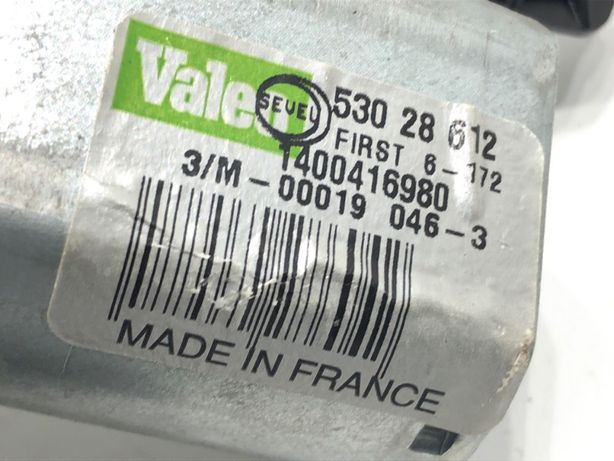 Valeo
SEVEL
530 28 612
FIRST 6-172
1400416980
3/M-00019 046-3
MADE IN FRANCE